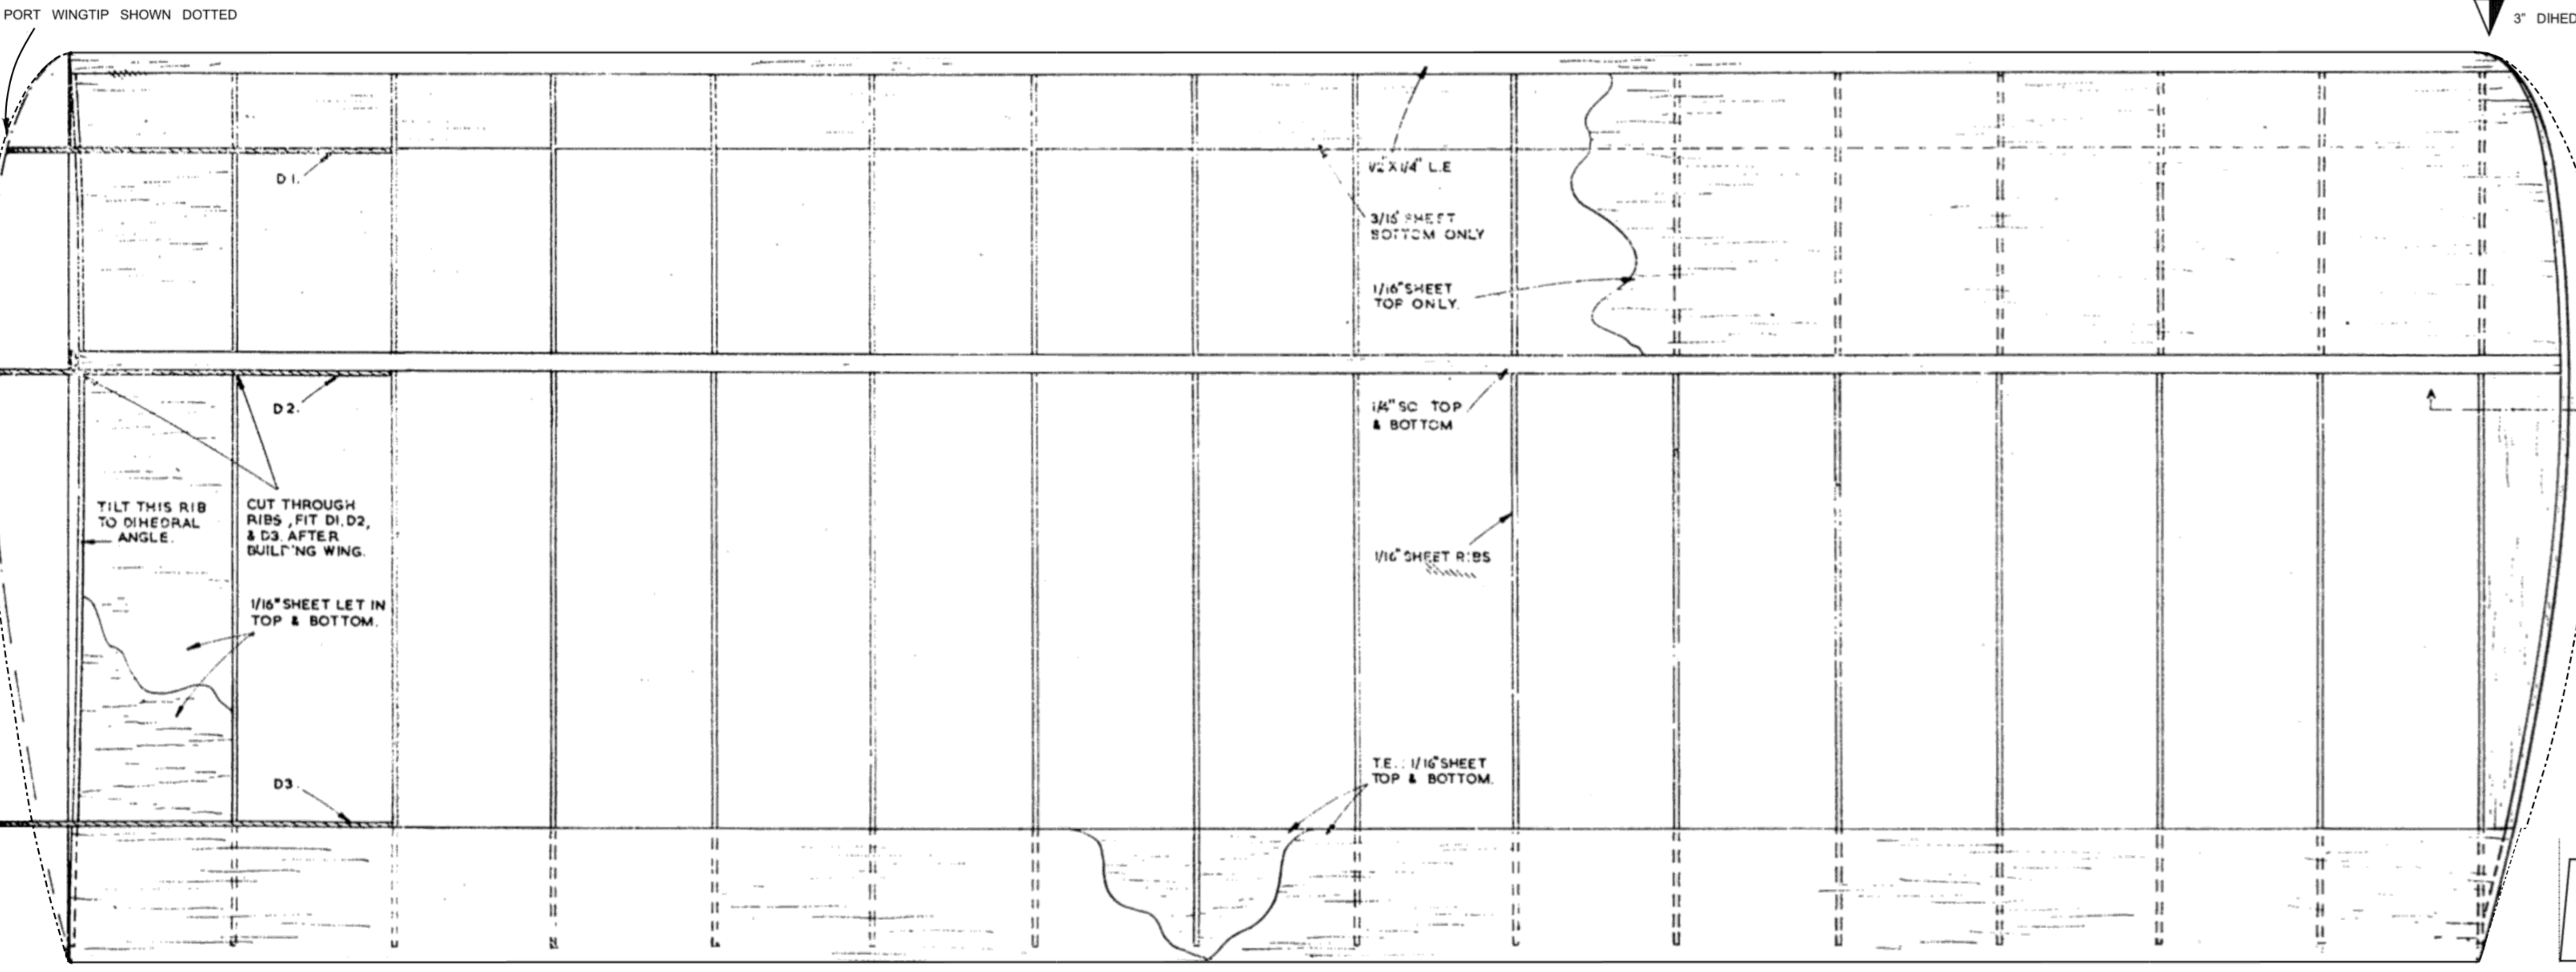 PORT WINGTIP SHOWN DOTTED
3" DIHED
D1.
1/2" X 1/4" L.E
3/16" SHEET
BOTTOM ONLY
1/16" SHEET
TOP ONLY.
D2.
1/4" SQ TOP
& BOTTOM
TILT THIS RIB
TO DIHEDRAL
ANGLE.
CUT THROUGH
RIBS, FIT D1, D2,
& D3. AFTER
BUILDING WING.
1/16" SHEET RIBS
1/16" SHEET LET IN
TOP & BOTTOM.
D3.
T.E.: 1/16" SHEET
TOP & BOTTOM.